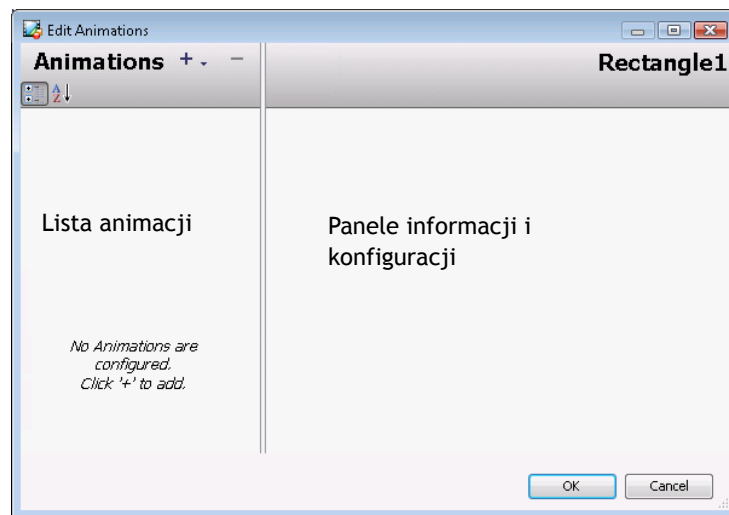 Edit Animations
Animations + -
Rectangle1
A
Z
Lista animacji
Panele informacji i
konfiguracji
No Animations are
configured.
Click '+' to add.
OK
Cancel